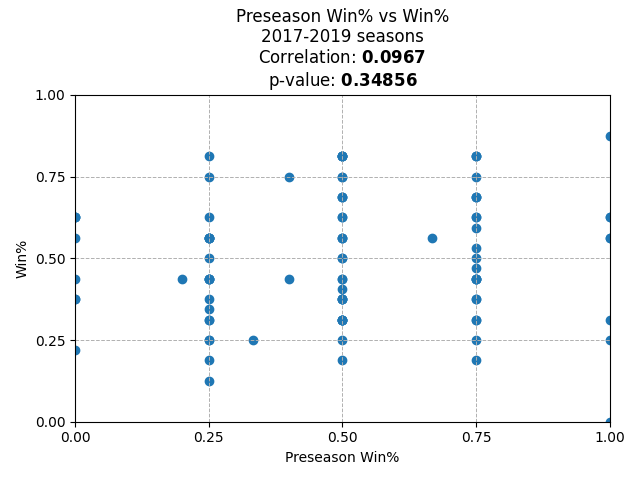 Preseason Win% vs Win%
2017-2019 seasons
Correlation: 0.0967
p-value: 0.34856
1.00
0.75
0.50
0.25
0.00
Win%
0.00 0.25 0.50 0.75 1.00
Preseason Win%